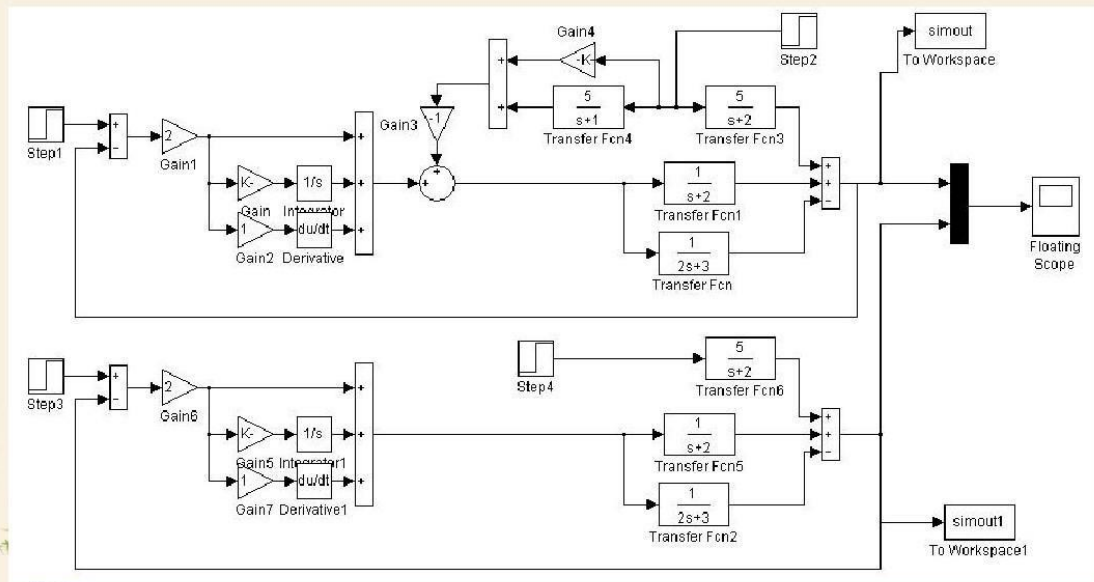 Gain4
-K-
Step2
simout
To Workspace
+
+
5
s+1
Transfer Fcn4
5
s+2
Transfer Fcn3
Gain3
-1
Step1
+
−
2
Gain1
K-
Gain
1/s
Integrator
1
Gain2
du/dt
Derivative
+
+
+
+
+
1
s+2
Transfer Fcn1
1
2s+3
Transfer Fcn
+
+
−
Floating
Scope
Step3
+
−
2
Gain6
K-
Gain5
1/s
Integrator1
1
Gain7
du/dt
Derivative1
+
+
+
Step4
5
s+2
Transfer Fcn6
1
s+2
Transfer Fcn5
1
2s+3
Transfer Fcn2
+
+
−
simout1
To Workspace1